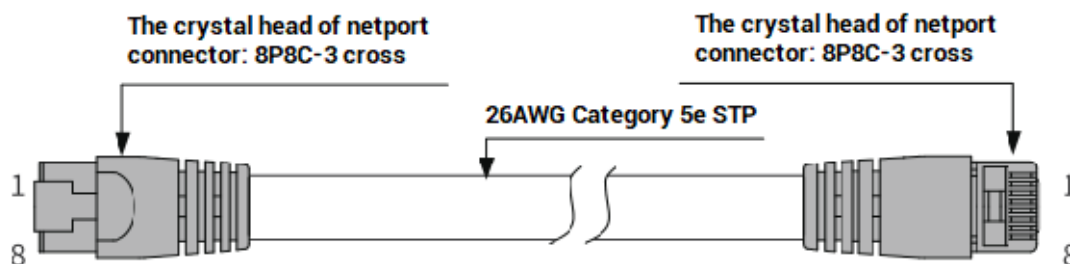 The crystal head of netport
connector: 8P8C-3 cross
The crystal head of netport
connector: 8P8C-3 cross
26AWG Category 5e STP
1
1
8
8